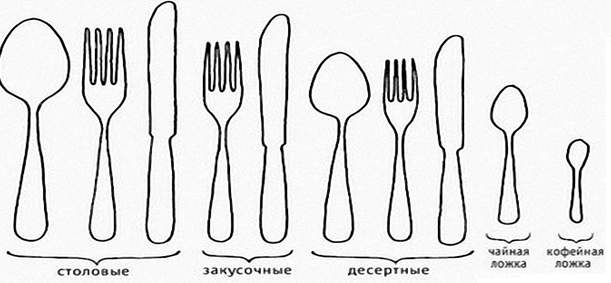 столовые
закусочные
десертные
чайная
ложка
кофейная
ложка